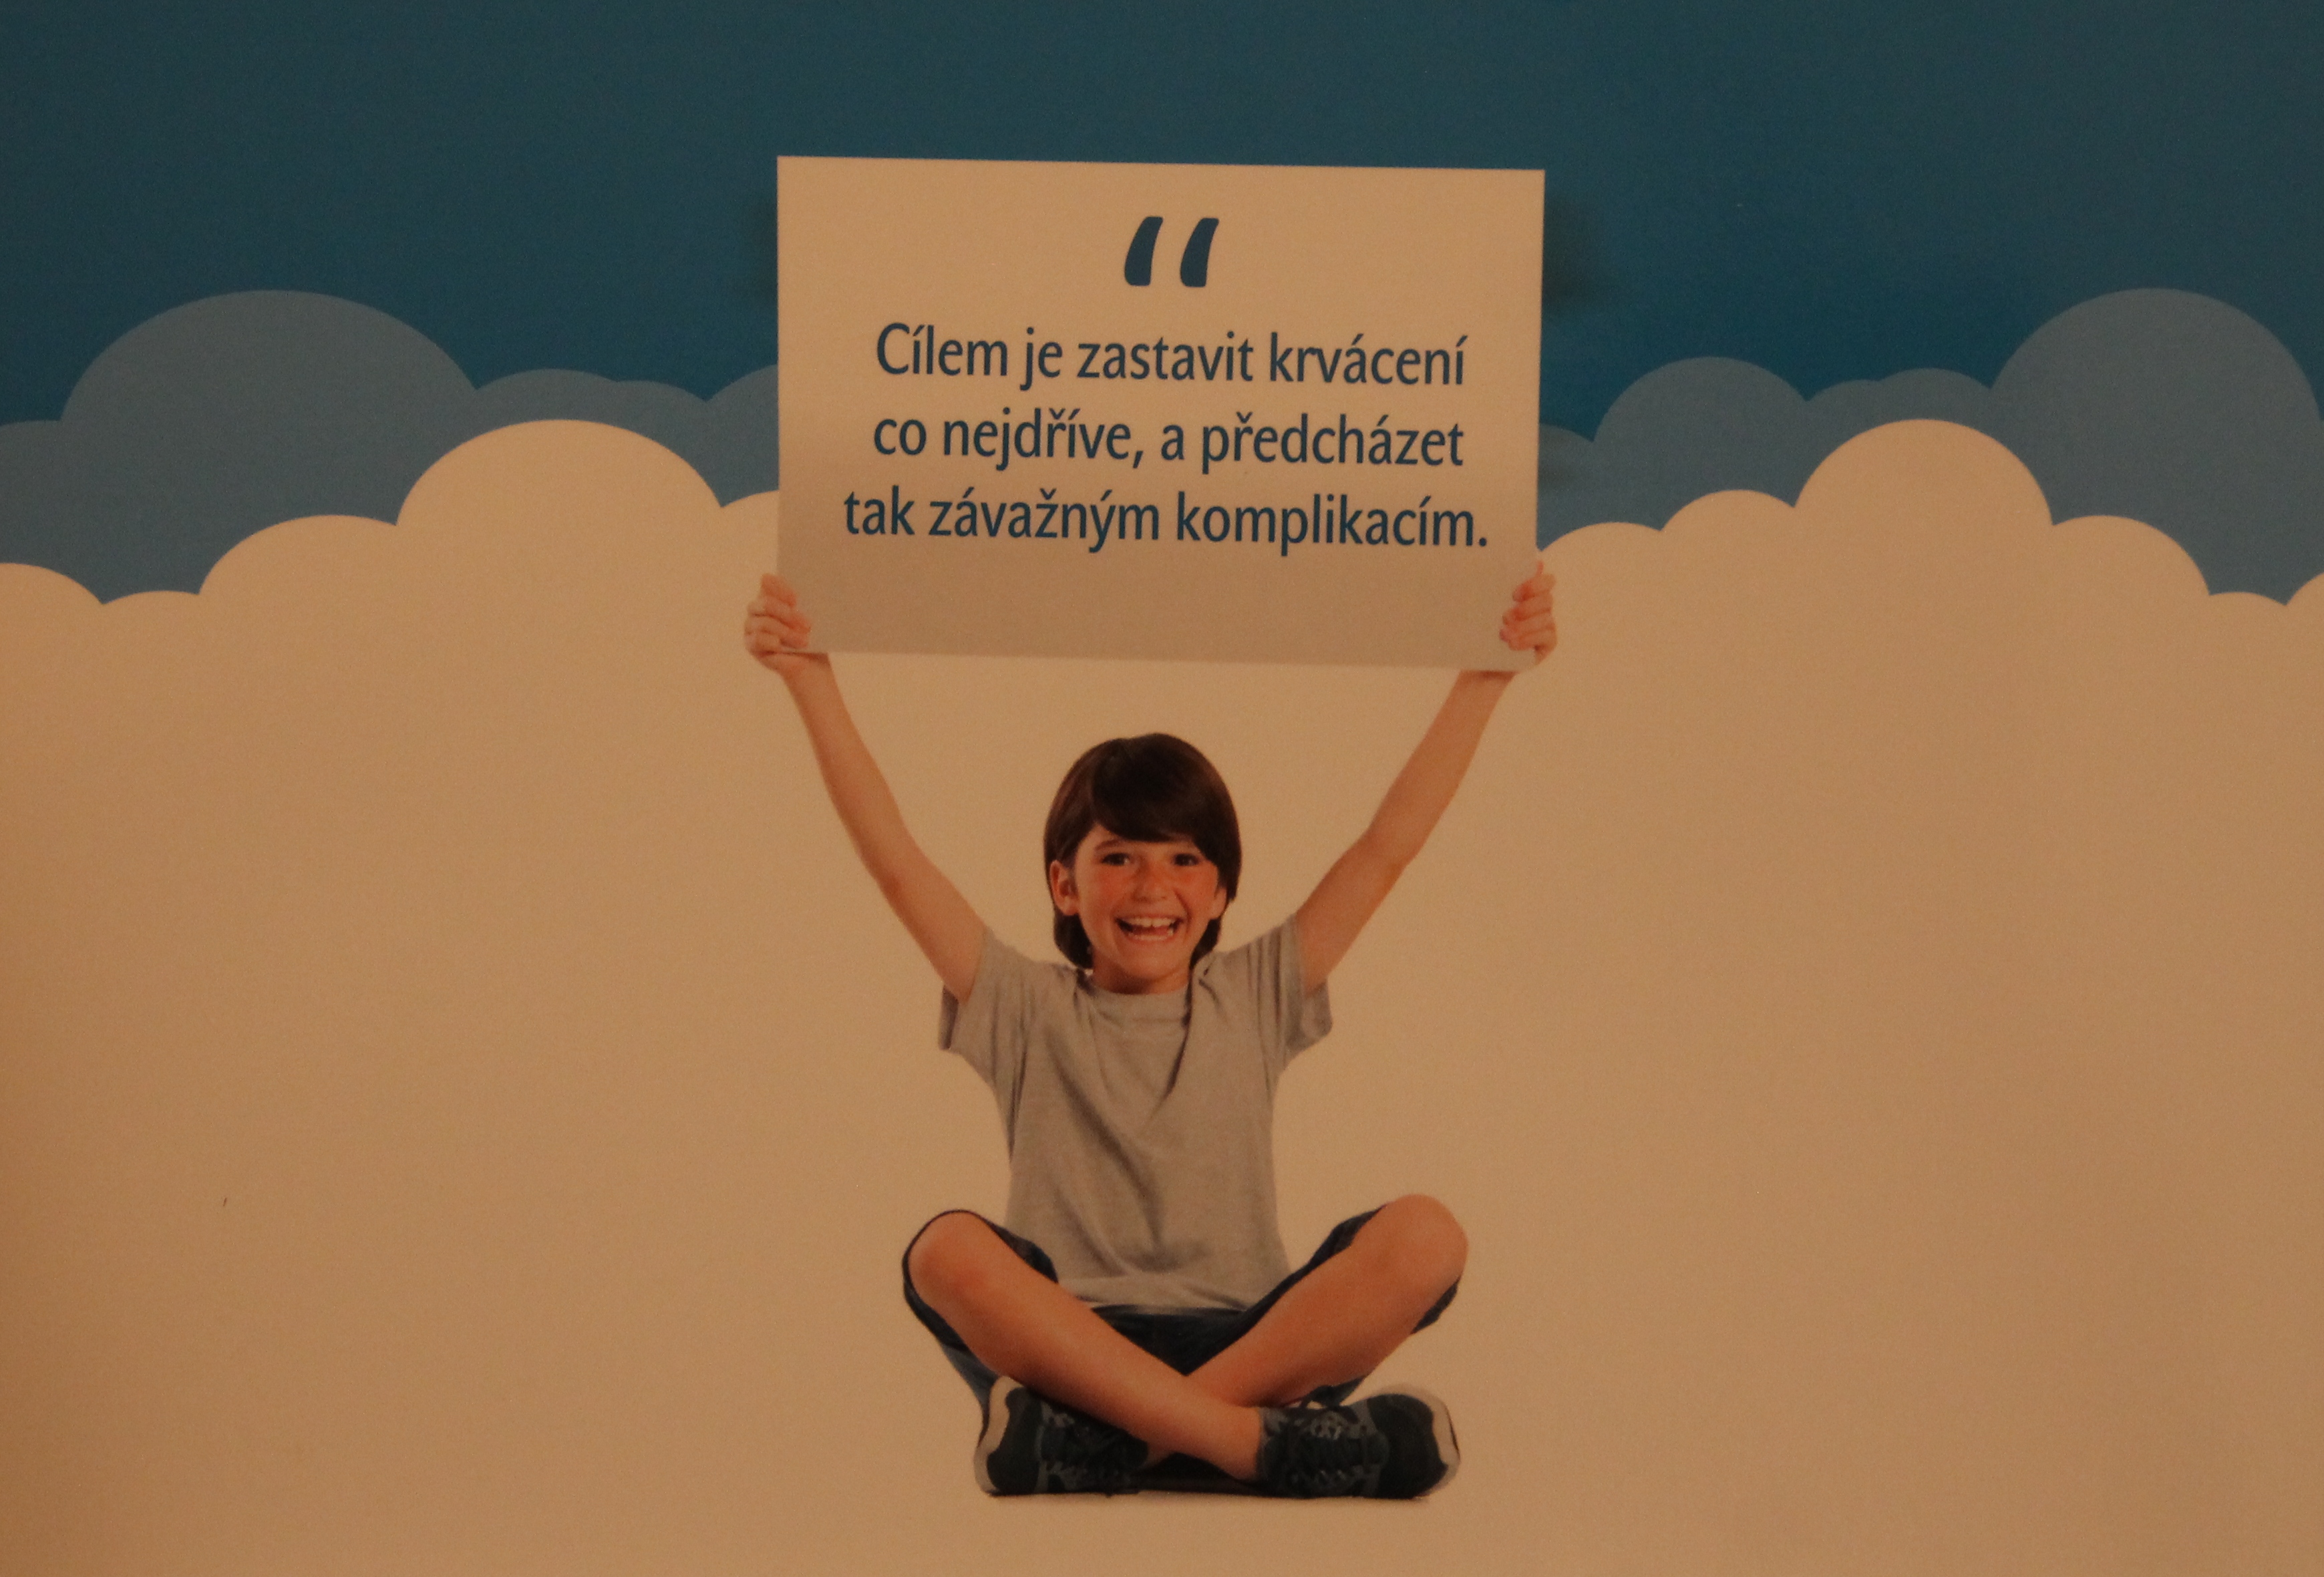 “
Cílem je zastavit krvácení
co nejdříve, a předcházet
tak závažným komplikacím.